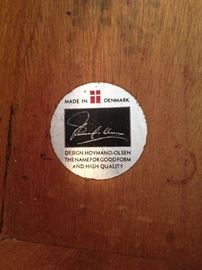 MADE IN DENMARK
DESIGN HOVMAND-OLSEN
THE NAME FOR GOOD FORM
AND HIGH QUALITY